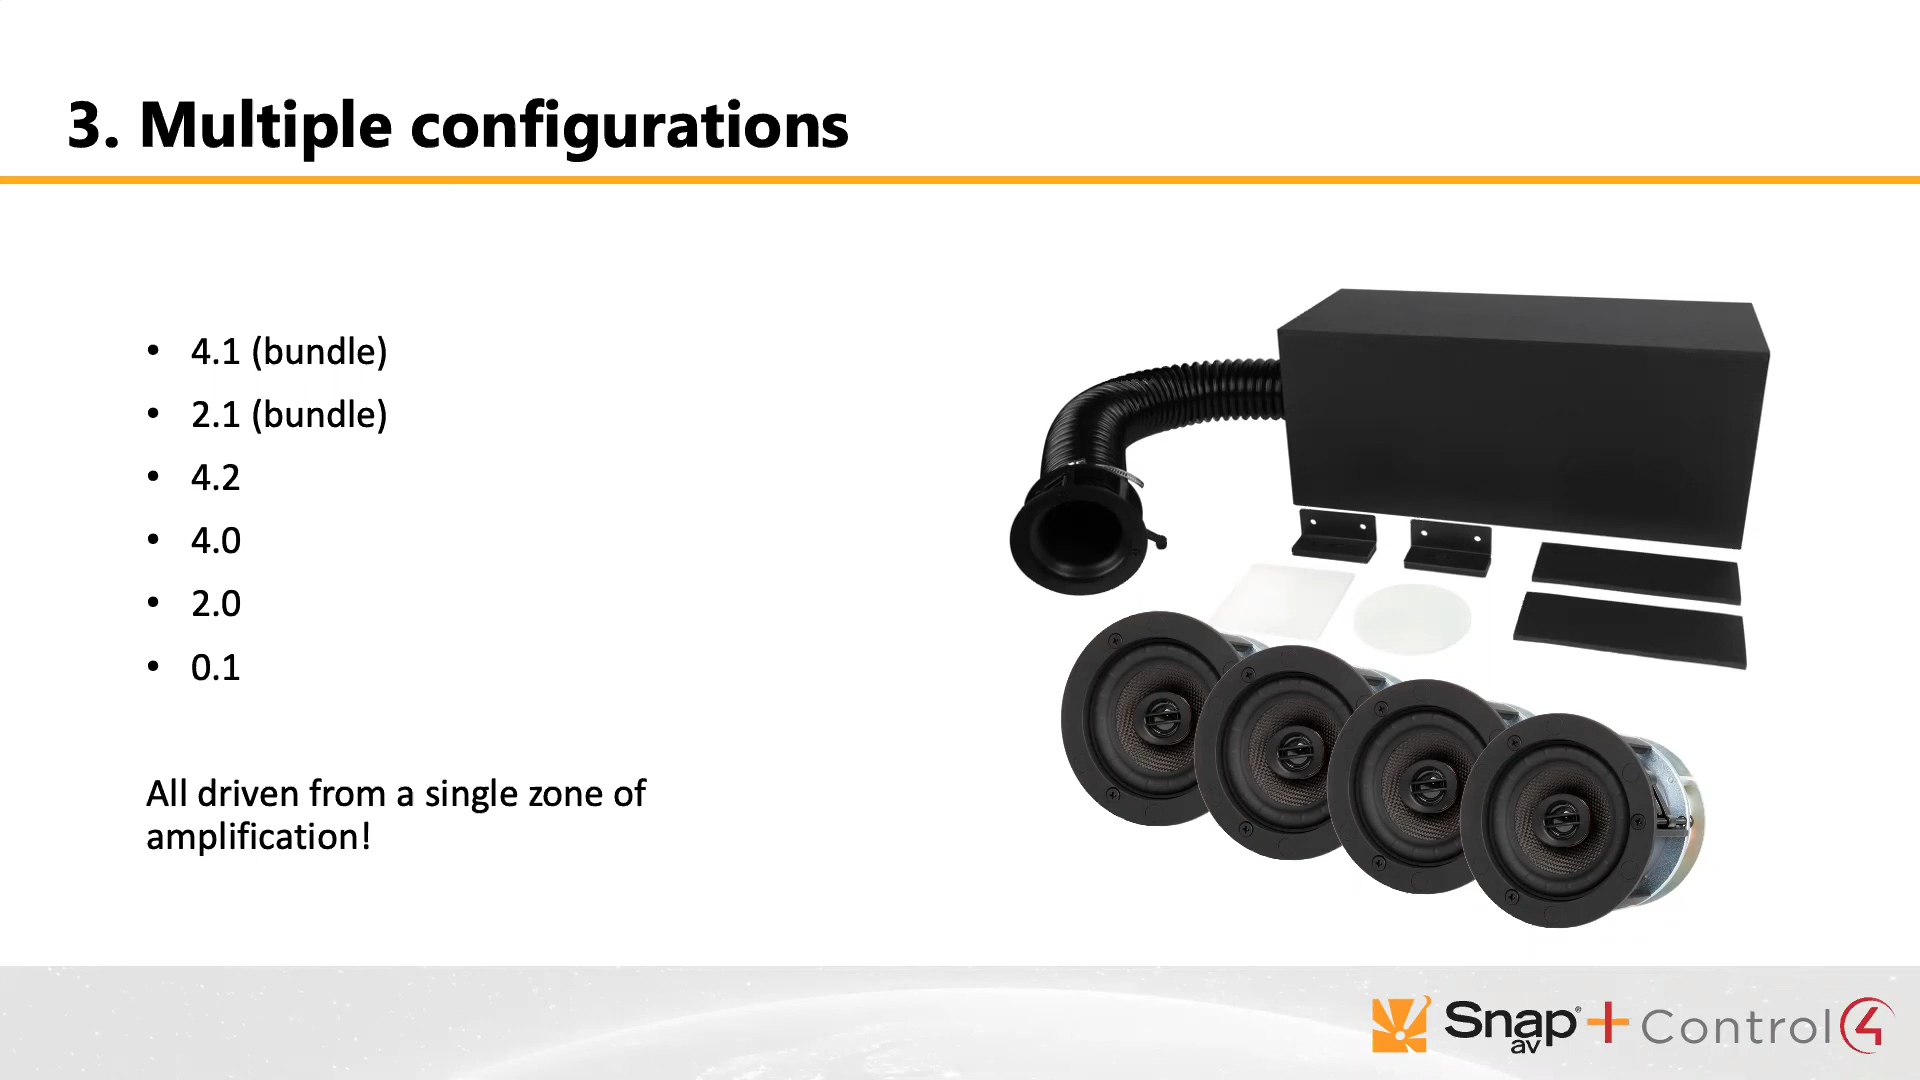 3. Multiple configurations
• 4.1 (bundle)
• 2.1 (bundle)
• 4.2
• 4.0
• 2.0
• 0.1
All driven from a single zone of
amplification!
Snap av + Control4